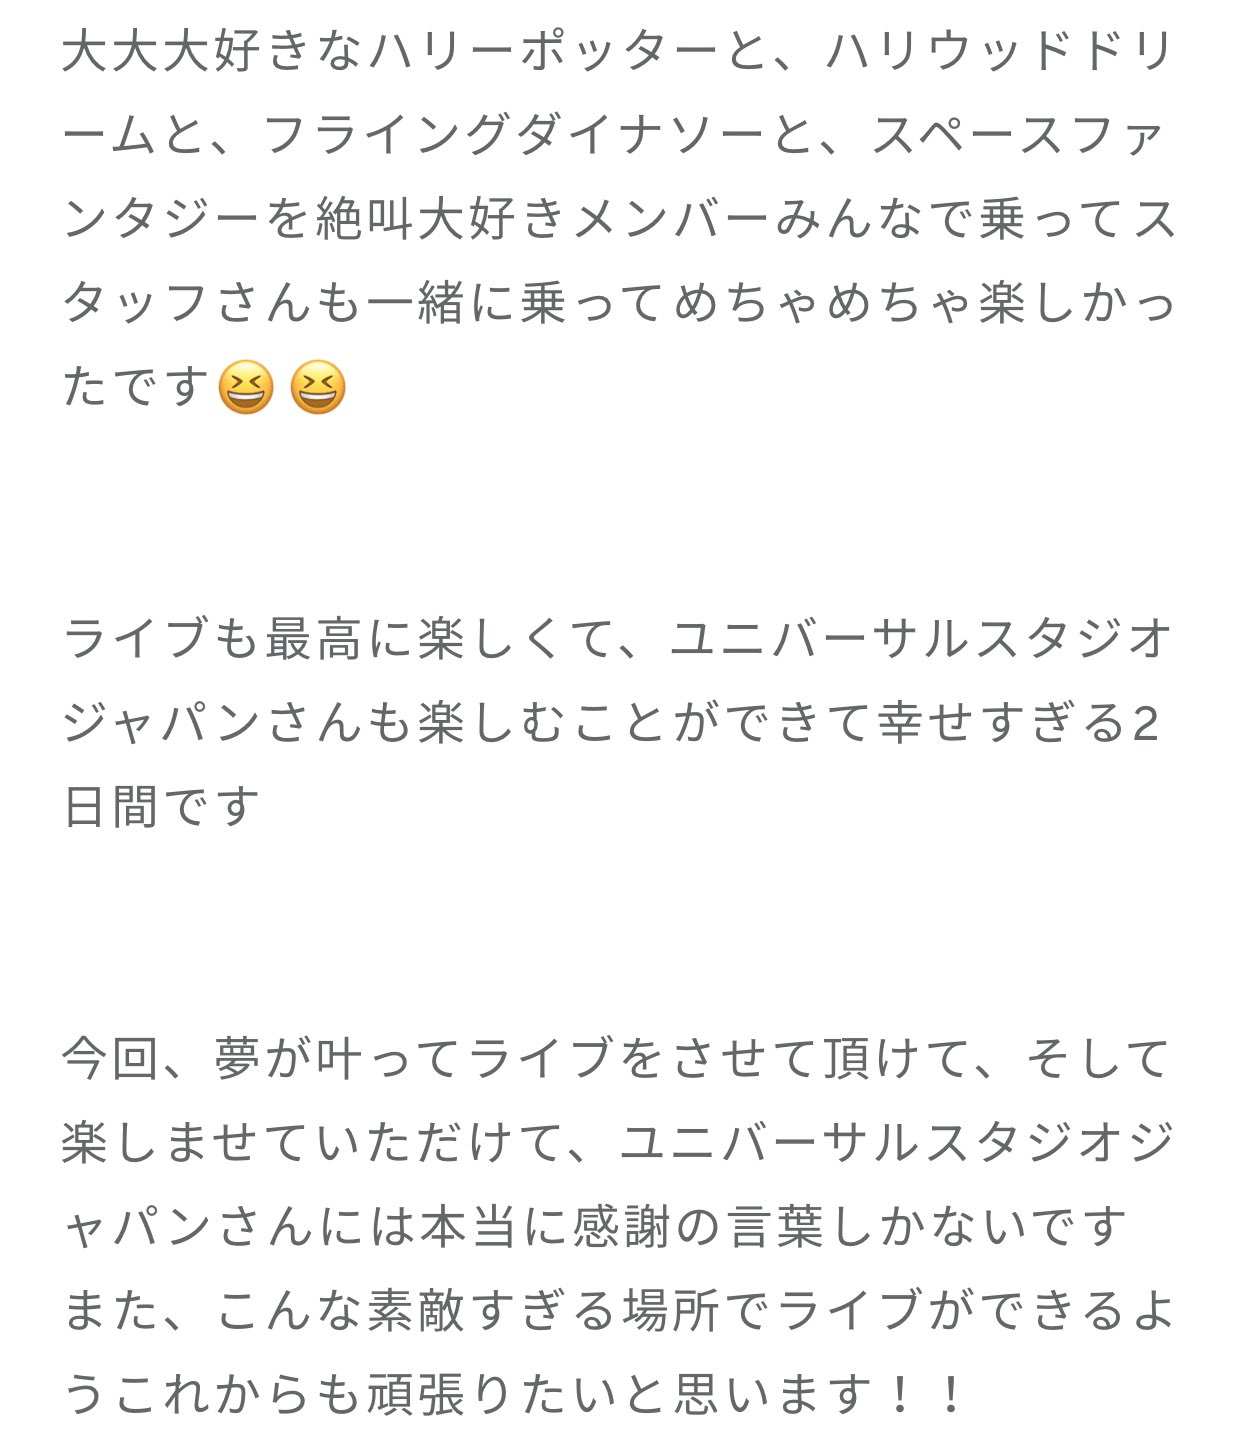 大大大好きなハリーポッターと、ハリウッドドリ
ームと、フライングダイナソーと、スペースファ
ンタジーを絶叫大好きメンバーみんなで乗ってス
タッフさんも一緒に乗ってめちゃめちゃ楽しかっ
たです😆 😆
ライブも最高に楽しくて、ユニバーサルスタジオ
ジャパンさんも楽しむことができて幸せすぎる2
日間です
今回、夢が叶ってライブをさせて頂けて、そして
楽しませていただけて、ユニバーサルスタジオジ
ャパンさんには本当に感謝の言葉しかないです
また、こんな素敵すぎる場所でライブができるよ
うこれからも頑張りたいと思います！！